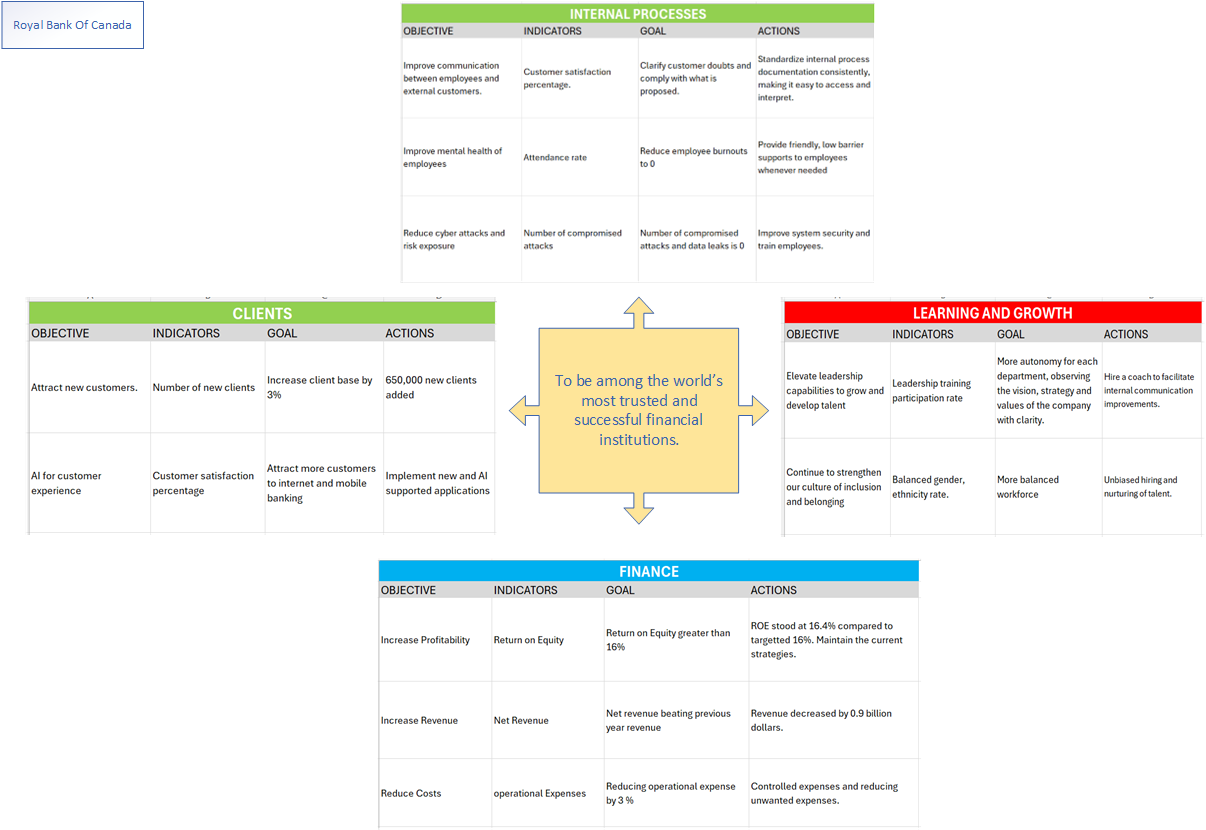 Royal Bank Of Canada
INTERNAL PROCESSES
OBJECTIVE INDICATORS GOAL ACTIONS
Improve communication
between employees and
external customers.
Customer satisfaction
percentage.
Clarify customer doubts and
comply with what is
proposed.
Standardize internal process
documentation consistently,
making it easy to access and
interpret.
Improve mental health of
employees
Attendance rate
Reduce employee burnouts
to 0
Provide friendly, low barrier
supports to employees
whenever needed
Reduce cyber attacks and
risk exposure
Number of compromised
attacks
Number of compromised
attacks and data leaks is 0
Improve system security and
train employees.
CLIENTS
OBJECTIVE INDICATORS GOAL ACTIONS
Attract new customers.
Number of new clients
Increase client base by
3%
650,000 new clients
added
AI for customer
experience
Customer satisfaction
percentage
Attract more customers
to internet and mobile
banking
Implement new and AI
supported applications
To be among the world’s
most trusted and
successful financial
institutions.
LEARNING AND GROWTH
OBJECTIVE INDICATORS GOAL ACTIONS
Elevate leadership
capabilities to grow and
develop talent
Leadership training
participation rate
More autonomy for each
department, observing
the vision, strategy and
values of the company
with clarity.
Hire a coach to facilitate
internal communication
improvements.
Continue to strengthen
our culture of inclusion
and belonging
Balanced gender,
ethnicity rate.
More balanced
workforce
Unbiased hiring and
nurturing of talent.
FINANCE
OBJECTIVE INDICATORS GOAL ACTIONS
Increase Profitability
Return on Equity
Return on Equity greater than
16%
ROE stood at 16.4% compared to
targetted 16%. Maintain the current
strategies.
Increase Revenue
Net Revenue
Net revenue beating previous
year revenue
Revenue decreased by 0.9 billion
dollars.
Reduce Costs
operational Expenses
Reducing operational expense
by 3 %
Controlled expenses and reducing
unwanted expenses.